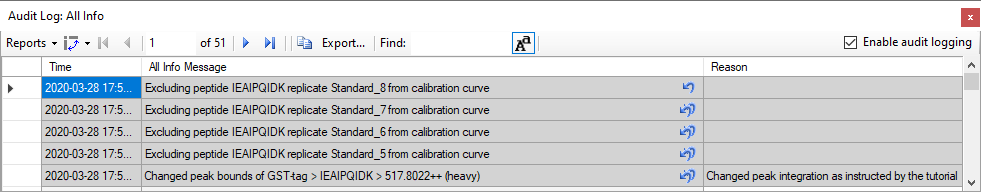 Audit Log: All Info
x
Reports 1 of 51 Export... Find: Aa Enable audit logging
Time All Info Message Reason
2020-03-28 17:5... Excluding peptide IEAIPQIDK replicate Standard_8 from calibration curve
2020-03-28 17:5... Excluding peptide IEAIPQIDK replicate Standard_7 from calibration curve
2020-03-28 17:5... Excluding peptide IEAIPQIDK replicate Standard_6 from calibration curve
2020-03-28 17:5... Excluding peptide IEAIPQIDK replicate Standard_5 from calibration curve
2020-03-28 17:5... Changed peak bounds of GST-tag > IEAIPQIDK > 517.8022++ (heavy) Changed peak integration as instructed by the tutorial